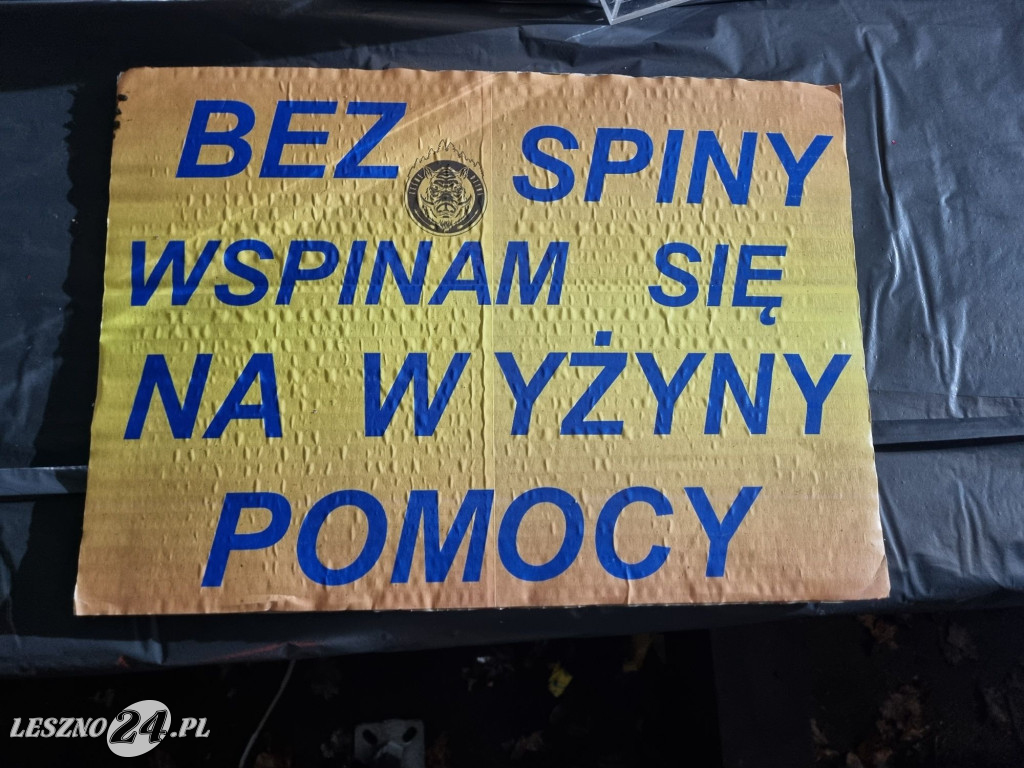 BEZ SPINY
WSPINAM SIĘ
NA WYŻYNY
POMOCY
LESZNO24.PL